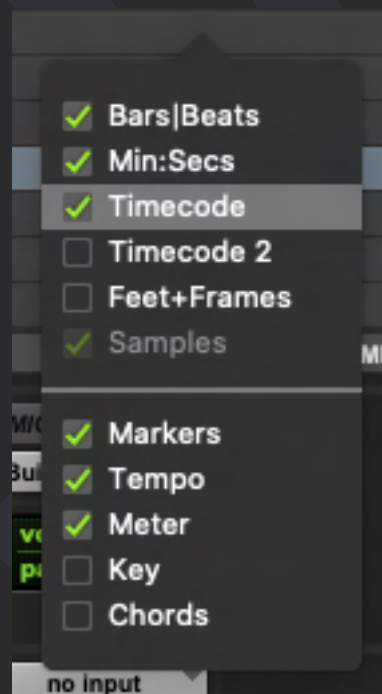 Bars|Beats
Min:Secs
Timecode
Timecode 2
Feet+Frames
Samples
Markers
Tempo
Meter
Key
Chords
no input